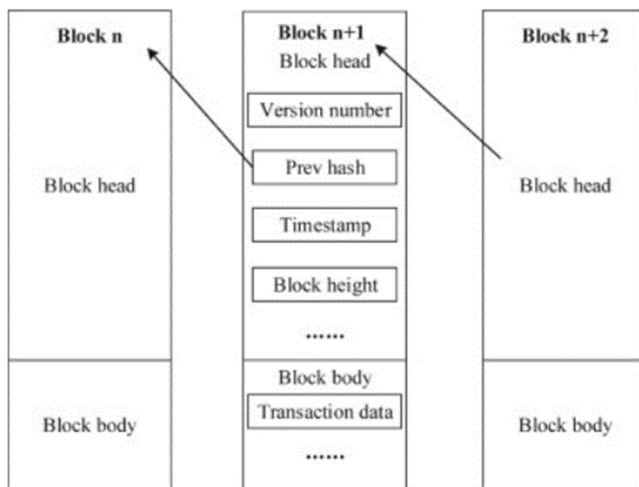 Block n
Block head
Block body
Block n+1
Block head
Version number
Prev hash
Timestamp
Block height
......
Block body
Transaction data
......
Block n+2
Block head
Block body